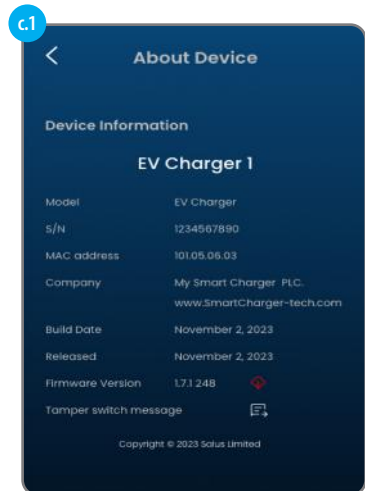 c.1
About Device
Device Information
EV Charger 1
Model EV Charger
S/N 1234567890
MAC address 101.05.06.03
Company My Smart Charger PLC.
www.SmartCharger-tech.com
Build Date November 2, 2023
Released November 2, 2023
Firmware Version 1.7.1 248
Tamper switch message
Copyright © 2023 Salus Limited